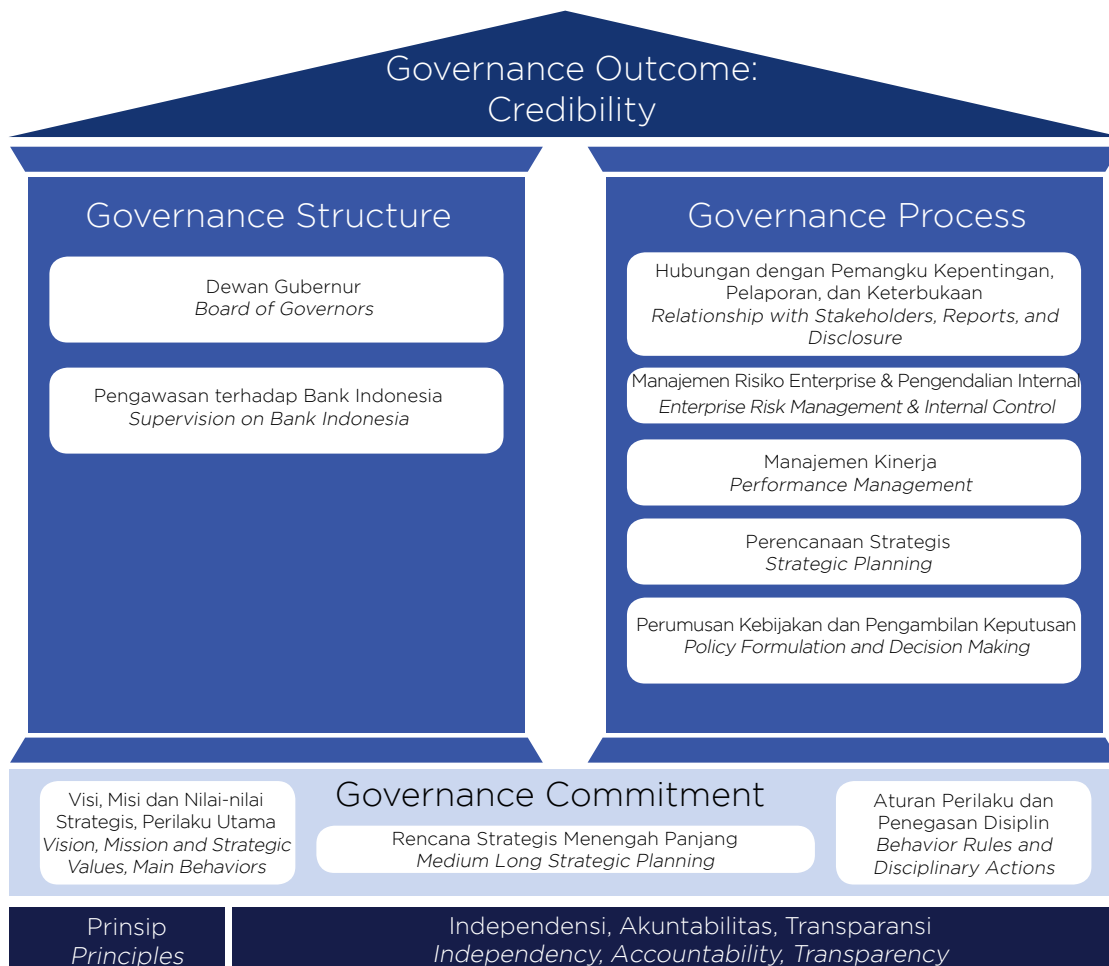 Governance Outcome:
Credibility
Governance Structure
Dewan Gubernur
Board of Governors
Pengawasan terhadap Bank Indonesia
Supervision on Bank Indonesia
Governance Process
Hubungan dengan Pemangku Kepentingan,
Pelaporan, dan Keterbukaan
Relationship with Stakeholders, Reports, and
Disclosure
Manajemen Risiko Enterprise & Pengendalian Internal
Enterprise Risk Management & Internal Control
Manajemen Kinerja
Performance Management
Perencanaan Strategis
Strategic Planning
Perumusan Kebijakan dan Pengambilan Keputusan
Policy Formulation and Decision Making
Governance Commitment
Visi, Misi dan Nilai-nilai
Strategis, Perilaku Utama
Vision, Mission and Strategic
Values, Main Behaviors
Rencana Strategis Menengah Panjang
Medium Long Strategic Planning
Aturan Perilaku dan
Penegasan Disiplin
Behavior Rules and
Disciplinary Actions
Prinsip
Principles
Independensi, Akuntabilitas, Transparansi
Independency, Accountability, Transparency